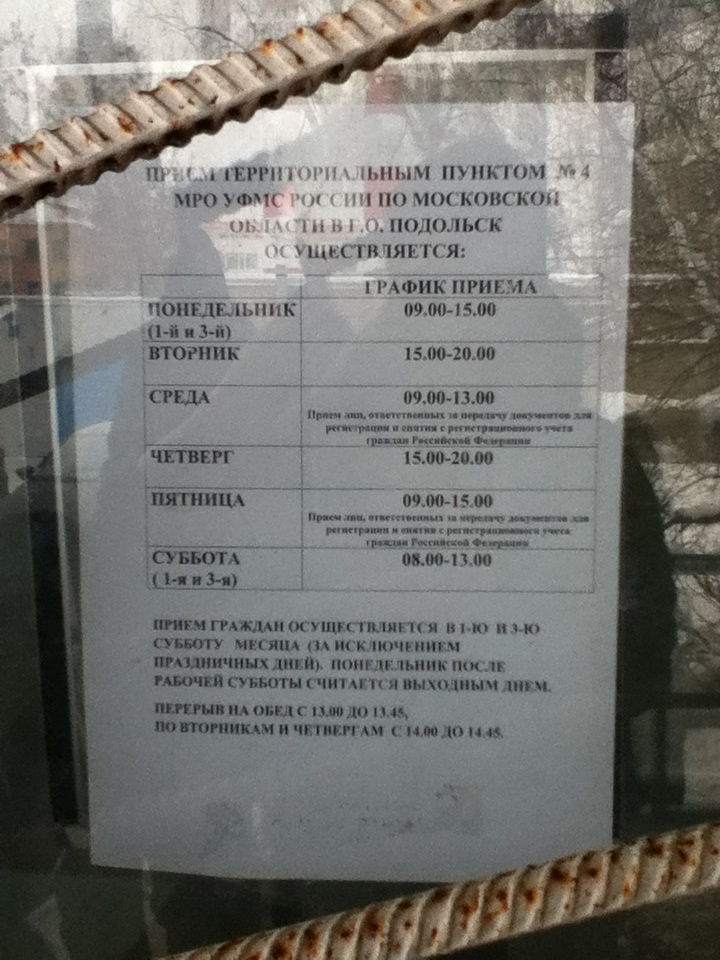 ПРИЕМ ТЕРРИТОРИАЛЬНЫМ ПУНКТОМ № 4
МРО УФМС РОССИИ ПО МОСКОВСКОЙ
ОБЛАСТИ В Г.О. ПОДОЛЬСК
ОСУЩЕСТВЛЯЕТСЯ:
ГРАФИК ПРИЕМА
ПОНЕДЕЛЬНИК 09.00-15.00
(1-й и 3-й)
ВТОРНИК 15.00-20.00
СРЕДА 09.00-13.00
Прием лиц, ответственных за передачу документов для
регистрации и снятия с регистрационного учета
граждан Российской Федерации
ЧЕТВЕРГ 15.00-20.00
ПЯТНИЦА 09.00-15.00
Прием лиц, ответственных за передачу документов для
регистрации и снятия с регистрационного учета
граждан Российской Федерации
СУББОТА 08.00-13.00
( 1-я и 3-я)
ПРИЕМ ГРАЖДАН ОСУЩЕСТВЛЯЕТСЯ В 1-Ю И 3-Ю
СУББОТУ МЕСЯЦА (ЗА ИСКЛЮЧЕНИЕМ
ПРАЗДНИЧНЫХ ДНЕЙ). ПОНЕДЕЛЬНИК ПОСЛЕ
РАБОЧЕЙ СУББОТЫ СЧИТАЕТСЯ ВЫХОДНЫМ ДНЕМ.
ПЕРЕРЫВ НА ОБЕД С 13.00 ДО 13.45,
ПО ВТОРНИКАМ И ЧЕТВЕРГАМ С 14.00 ДО 14.45.